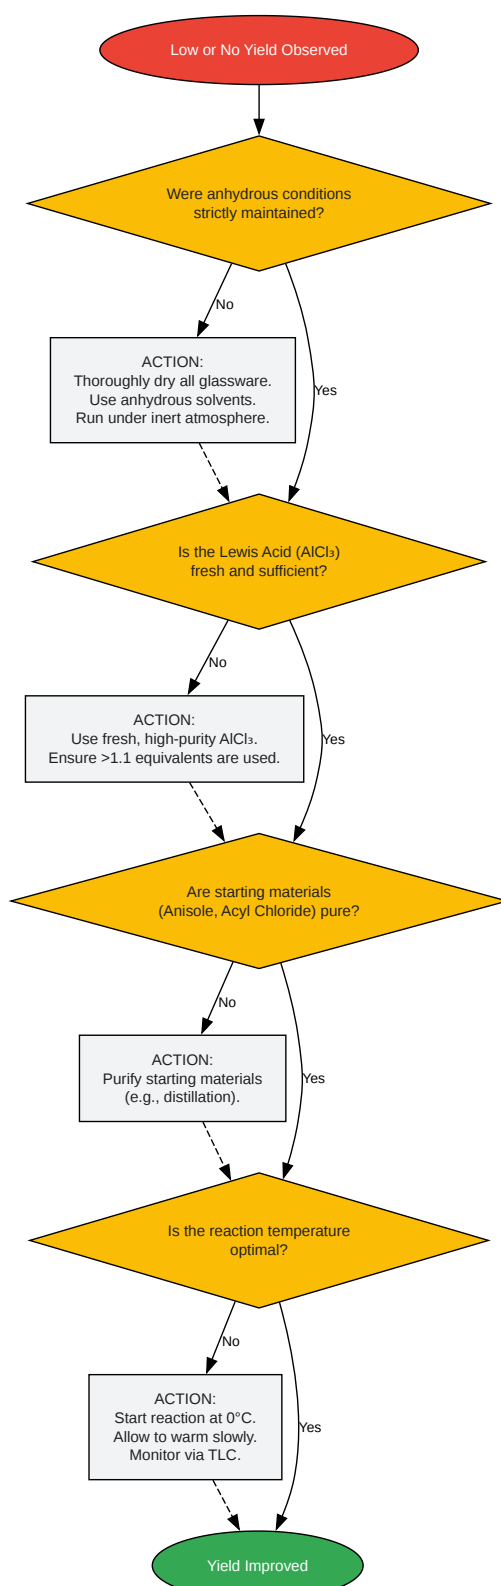 Low or No Yield Observed
Were anhydrous conditions
strictly maintained?
No
Yes
ACTION:
Thoroughly dry all glassware.
Use anhydrous solvents.
Run under inert atmosphere.
Is the Lewis Acid (AlCl₃)
fresh and sufficient?
No
Yes
ACTION:
Use fresh, high-purity AlCl₃.
Ensure >1.1 equivalents are used.
Are starting materials
(Anisole, Acyl Chloride) pure?
No
Yes
ACTION:
Purify starting materials
(e.g., distillation).
Is the reaction temperature
optimal?
No
Yes
ACTION:
Start reaction at 0°C.
Allow to warm slowly.
Monitor via TLC.
Yield Improved